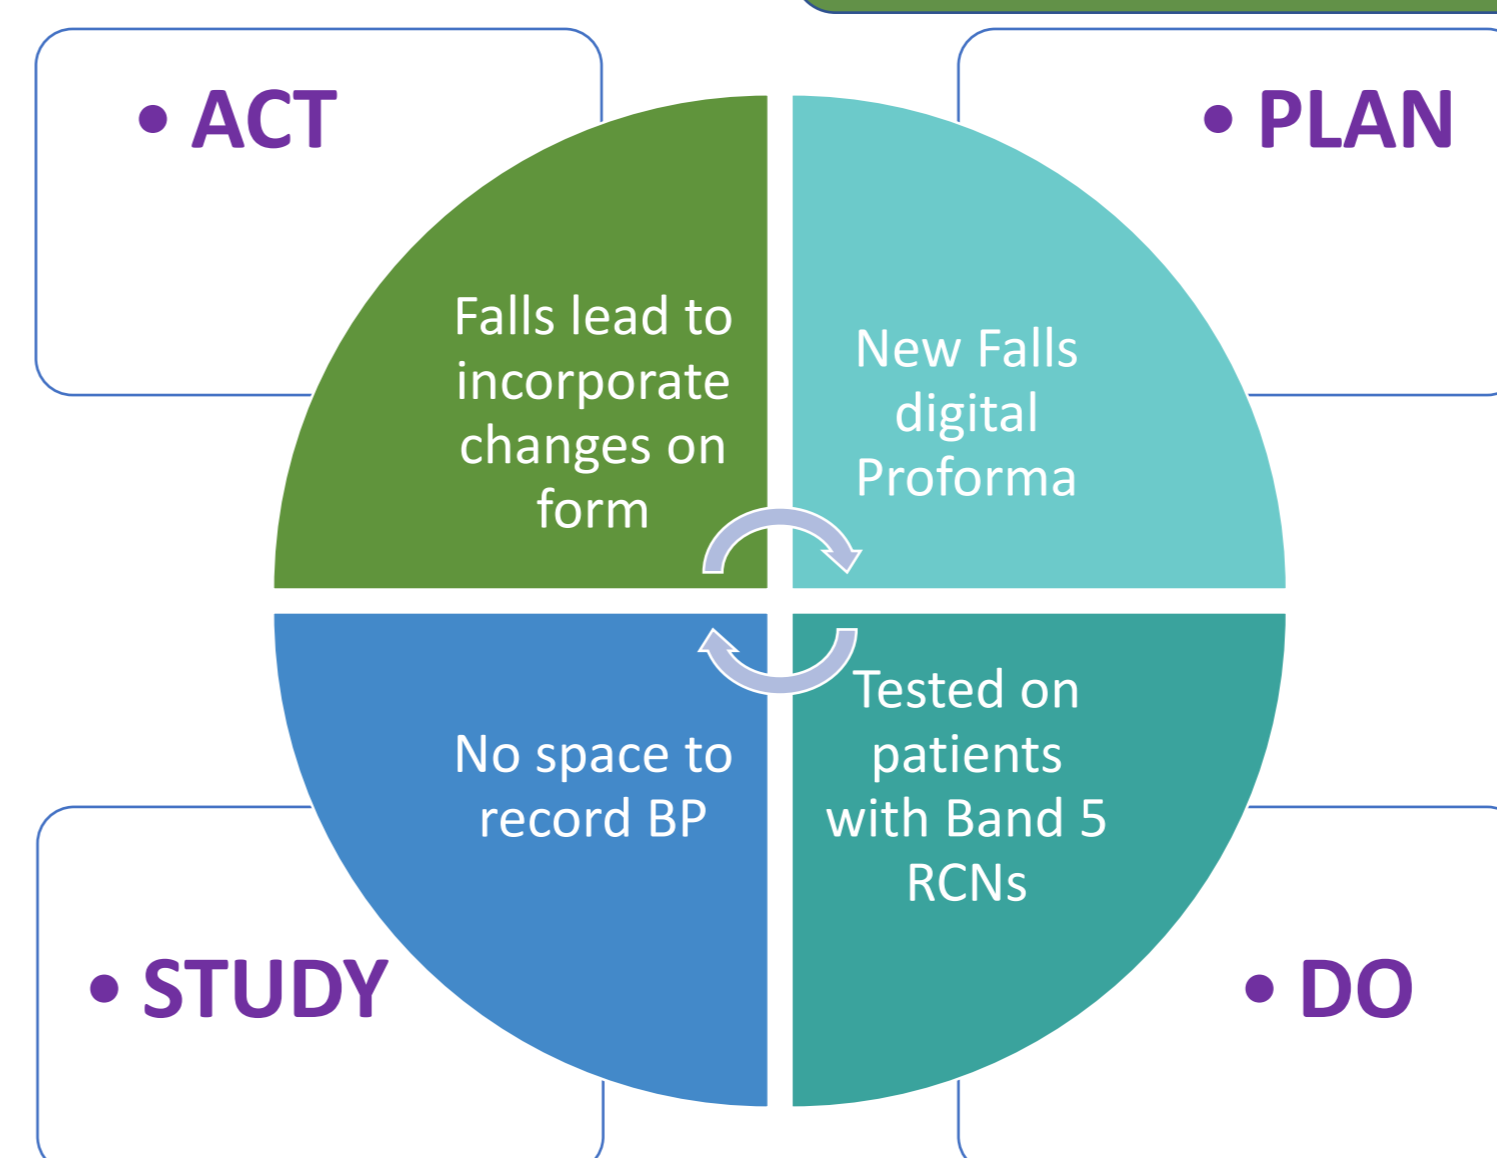 • ACT
• PLAN
Falls lead to
incorporate
changes on
form
New Falls
digital
Proforma
No space to
record BP
Tested on
patients
with Band 5
RCNs
• STUDY
• DO